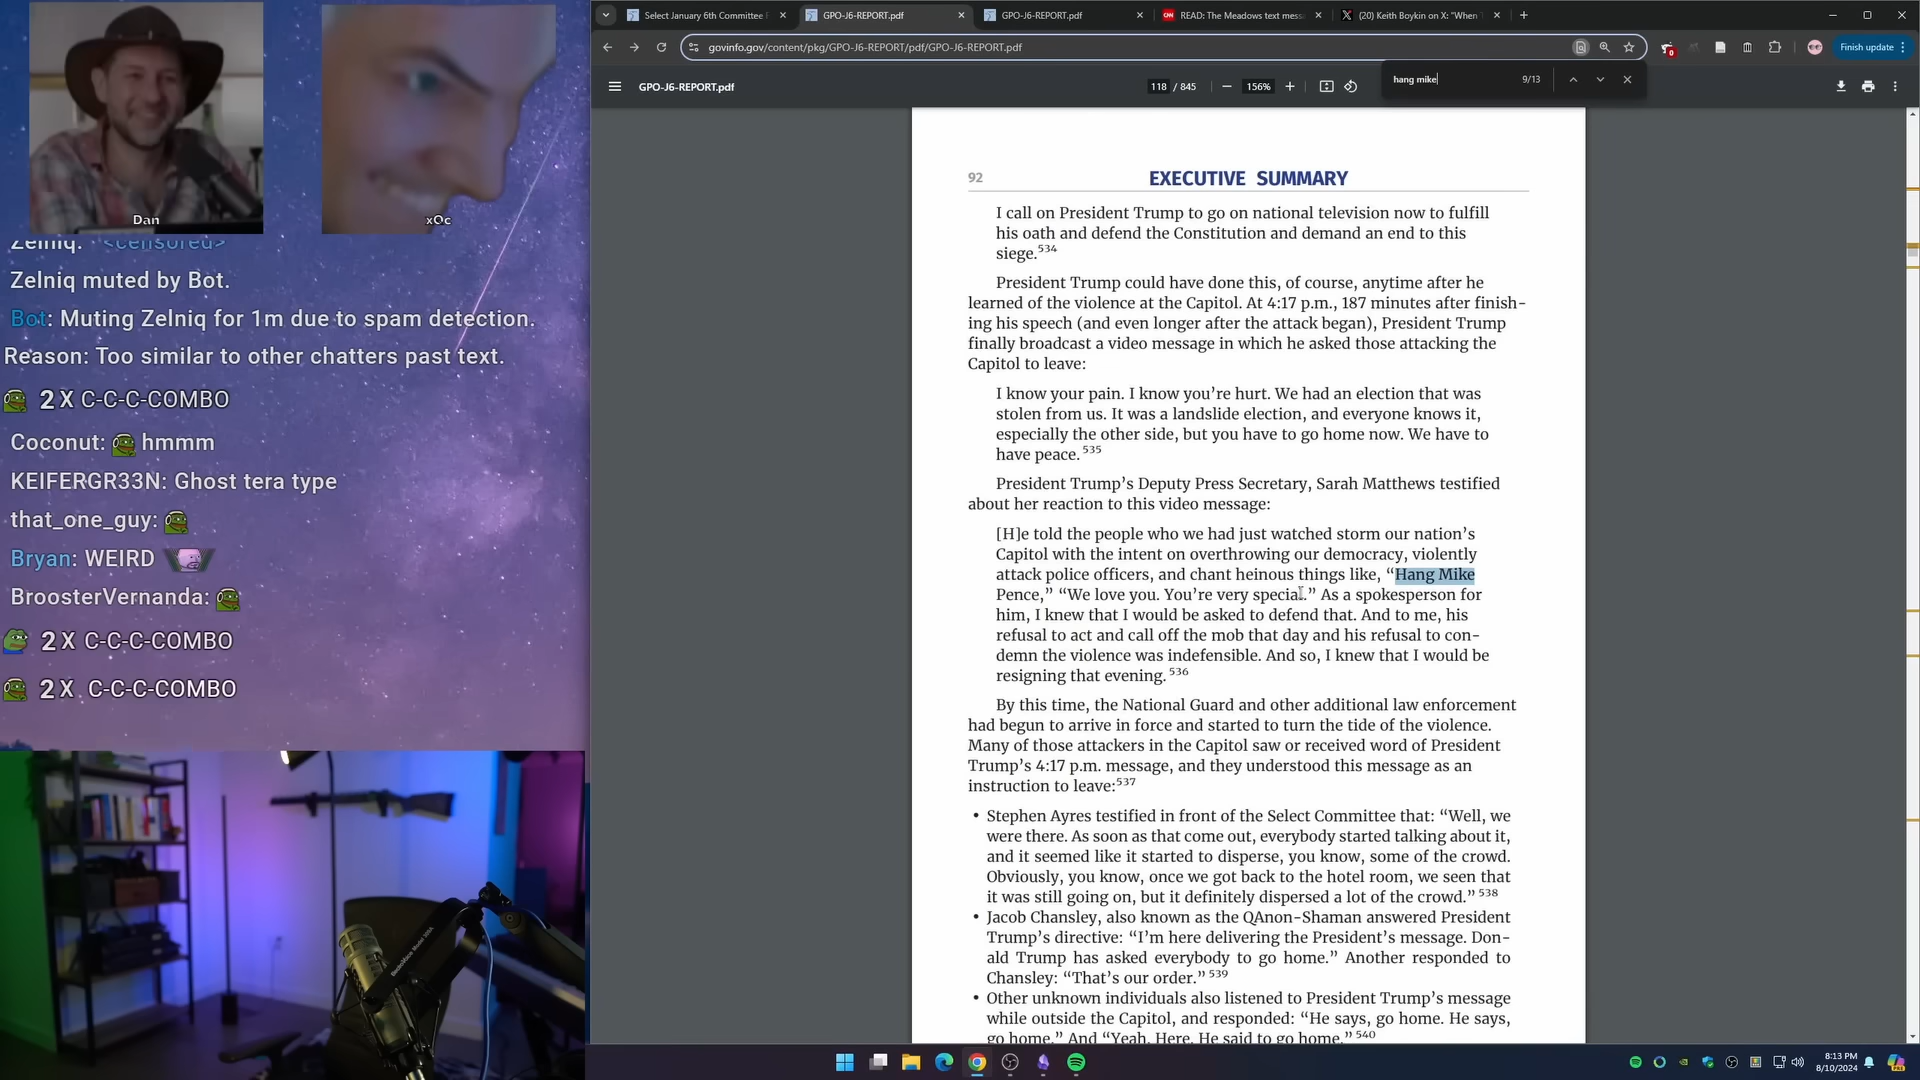 Dan
xOc
Zelniq: <censored>
Zelniq muted by Bot.
Bot: Muting Zelniq for 1m due to spam detection.
Reason: Too similar to other chatters past text.
2 X C-C-C-COMBO
Coconut: hmmm
KEIFERGR33N: Ghost tera type
that_one_guy:
Bryan: WEIRD
BroosterVernanda:
2 X C-C-C-COMBO
2 X C-C-C-COMBO
Select January 6th Committee
GPO-J6-REPORT.pdf
GPO-J6-REPORT.pdf
CNN READ: The Meadows text mess
(20) Keith Boykin on X: "When
govinfo.gov/content/pkg/GPO-J6-REPORT/pdf/GPO-J6-REPORT.pdf
Finish update
hang mike 9/13
GPO-J6-REPORT.pdf
118 / 845
156%
92
EXECUTIVE SUMMARY
I call on President Trump to go on national television now to fulfill
his oath and defend the Constitution and demand an end to this
siege.534
President Trump could have done this, of course, anytime after he
learned of the violence at the Capitol. At 4:17 p.m., 187 minutes after finish-
ing his speech (and even longer after the attack began), President Trump
finally broadcast a video message in which he asked those attacking the
Capitol to leave:
I know your pain. I know you're hurt. We had an election that was
stolen from us. It was a landslide election, and everyone knows it,
especially the other side, but you have to go home now. We have to
have peace.535
President Trump's Deputy Press Secretary, Sarah Matthews testified
about her reaction to this video message:
[H]e told the people who we had just watched storm our nation's
Capitol with the intent on overthrowing our democracy, violently
attack police officers, and chant heinous things like, “Hang Mike
Pence,” “We love you. You're very special.” As a spokesperson for
him, I knew that I would be asked to defend that. And to me, his
refusal to act and call off the mob that day and his refusal to con-
demn the violence was indefensible. And so, I knew that I would be
resigning that evening.536
By this time, the National Guard and other additional law enforcement
had begun to arrive in force and started to turn the tide of the violence.
Many of those attackers in the Capitol saw or received word of President
Trump's 4:17 p.m. message, and they understood this message as an
instruction to leave:537
• Stephen Ayres testified in front of the Select Committee that: “Well, we
were there. As soon as that come out, everybody started talking about it,
and it seemed like it started to disperse, you know, some of the crowd.
Obviously, you know, once we got back to the hotel room, we seen that
it was still going on, but it definitely dispersed a lot of the crowd.” 538
• Jacob Chansley, also known as the QAnon-Shaman answered President
Trump's directive: “I'm here delivering the President's message. Don-
ald Trump has asked everybody to go home.” Another responded to
Chansley: “That's our order.” 539
• Other unknown individuals also listened to President Trump's message
while outside the Capitol, and responded: “He says, go home. He says,
go home.” And “Yeah. Here. He said to go home.” 540
8:13 PM
8/10/2024